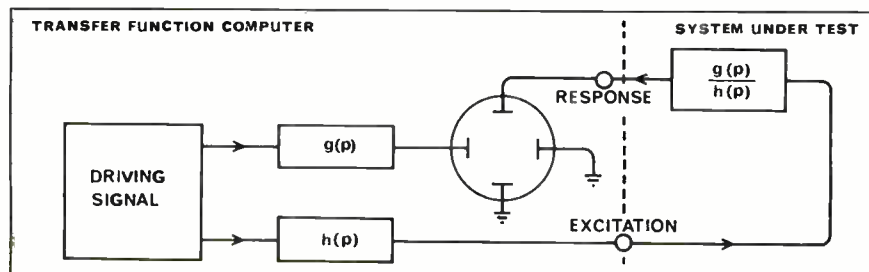 TRANSFER FUNCTION COMPUTER
SYSTEM UNDER TEST
g(p)
h(p)
RESPONSE
DRIVING
SIGNAL
g(p)
h(p)
EXCITATION